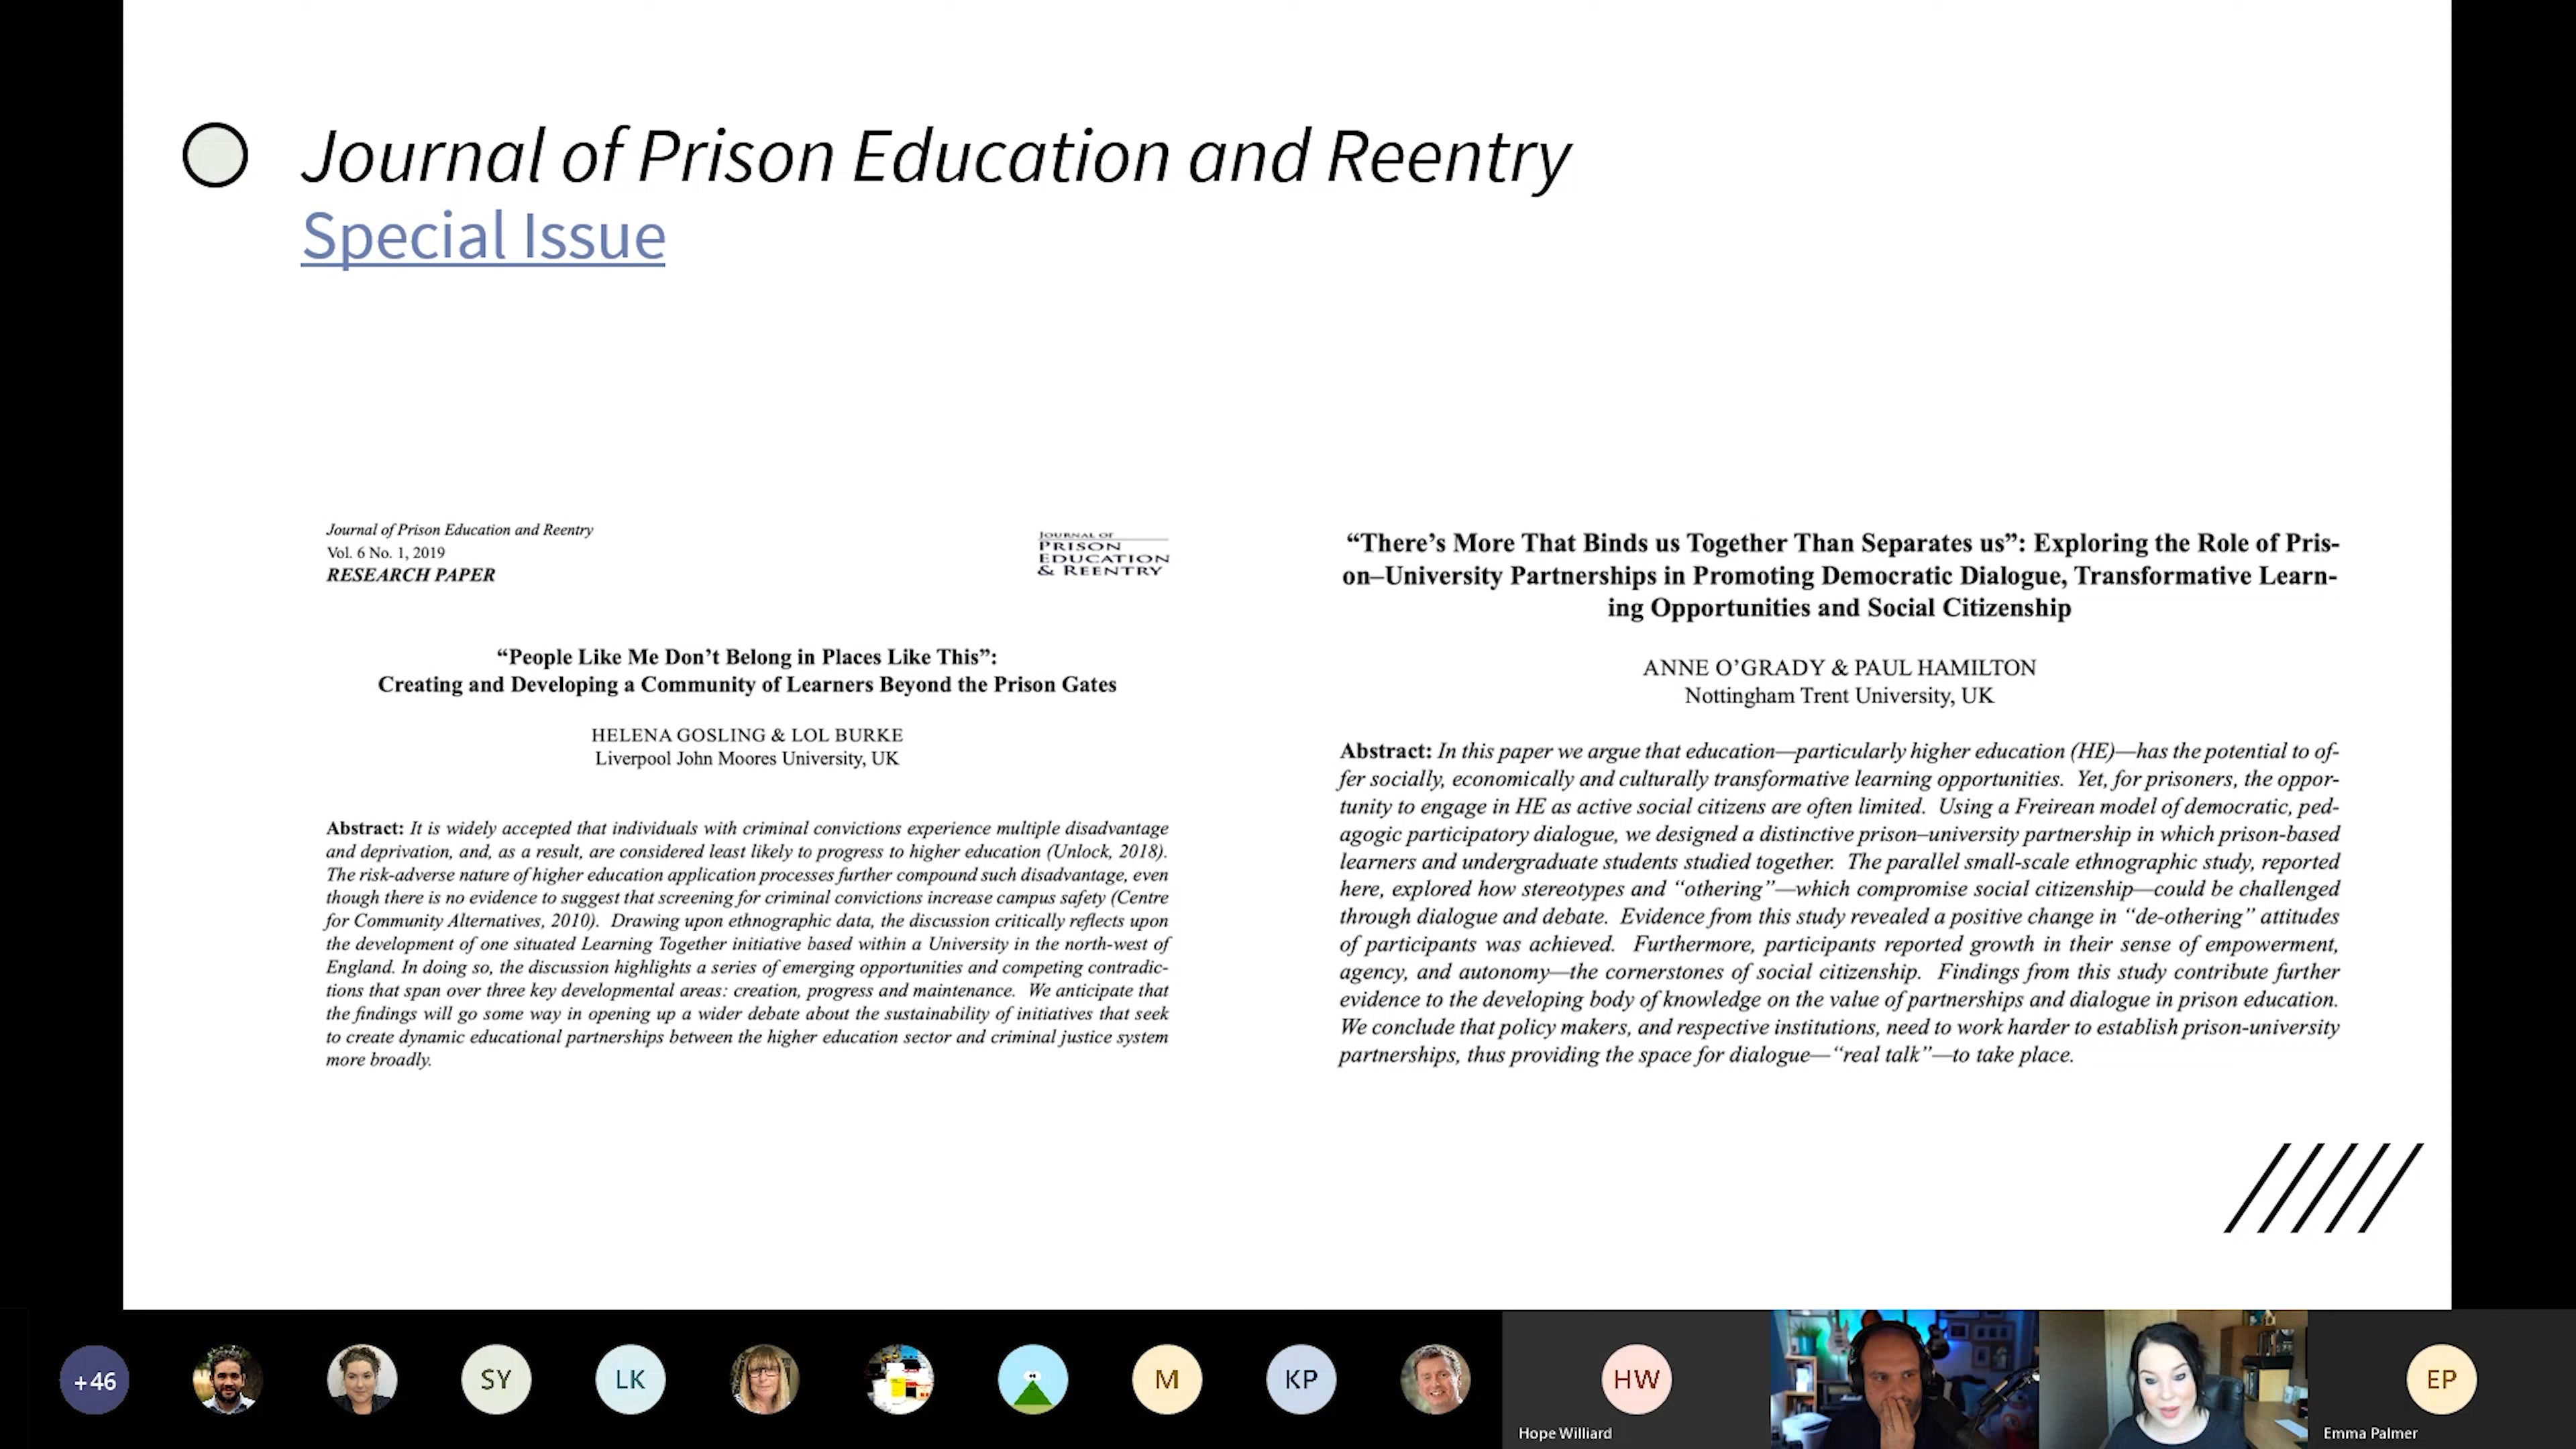 Journal of Prison Education and Reentry
Special Issue
Journal of Prison Education and Reentry
Vol. 6 No. 1, 2019
RESEARCH PAPER
JOURNAL OF
PRISON
EDUCATION
& REENTRY
“People Like Me Don’t Belong in Places Like This”:
Creating and Developing a Community of Learners Beyond the Prison Gates
HELENA GOSLING & LOL BURKE
Liverpool John Moores University, UK
Abstract: It is widely accepted that individuals with criminal convictions experience multiple disadvantage
and deprivation, and, as a result, are considered least likely to progress to higher education (Unlock, 2018).
The risk-adverse nature of higher education application processes further compound such disadvantage, even
though there is no evidence to suggest that screening for criminal convictions increase campus safety (Centre
for Community Alternatives, 2010). Drawing upon ethnographic data, the discussion critically reflects upon
the development of one situated Learning Together initiative based within a University in the north-west of
England. In doing so, the discussion highlights a series of emerging opportunities and competing contradic-
tions that span over three key developmental areas: creation, progress and maintenance. We anticipate that
the findings will go some way in opening up a wider debate about the sustainability of initiatives that seek
to create dynamic educational partnerships between the higher education sector and criminal justice system
more broadly.
“There’s More That Binds us Together Than Separates us”: Exploring the Role of Pris-
on–University Partnerships in Promoting Democratic Dialogue, Transformative Learn-
ing Opportunities and Social Citizenship
ANNE O’GRADY & PAUL HAMILTON
Nottingham Trent University, UK
Abstract: In this paper we argue that education—particularly higher education (HE)—has the potential to of-
fer socially, economically and culturally transformative learning opportunities. Yet, for prisoners, the oppor-
tunity to engage in HE as active social citizens are often limited. Using a Freirean model of democratic, ped-
agogic participatory dialogue, we designed a distinctive prison–university partnership in which prison-based
learners and undergraduate students studied together. The parallel small-scale ethnographic study, reported
here, explored how stereotypes and “othering”—which compromise social citizenship—could be challenged
through dialogue and debate. Evidence from this study revealed a positive change in “de-othering” attitudes
of participants was achieved. Furthermore, participants reported growth in their sense of empowerment,
agency, and autonomy—the cornerstones of social citizenship. Findings from this study contribute further
evidence to the developing body of knowledge on the value of partnerships and dialogue in prison education.
We conclude that policy makers, and respective institutions, need to work harder to establish prison-university
partnerships, thus providing the space for dialogue—“real talk”—to take place.
+46
SY
LK
M
KP
HW
EP
Hope Williard
Emma Palmer